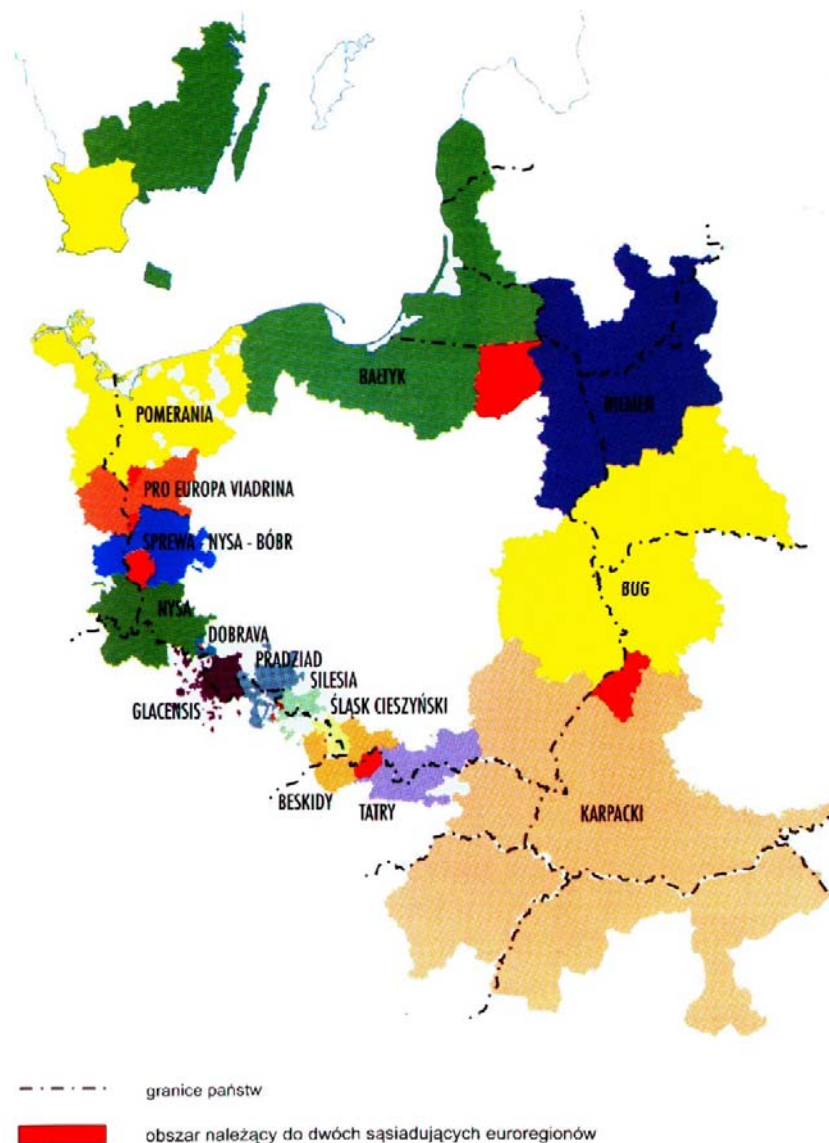 BAŁTYK
NIEMEN
POMERANIA
PRO EUROPA VIADRINA
SPREWA - NYSA - BÓBR
NYSA
BUG
DOBRAVA
PRADZIAD
SILESIA
GLACENSIS
ŚLĄSK CIESZYŃSKI
BESKIDY
TATRY
KARPACKI
granice państw
obszar należący do dwóch sąsiadujących euroregionów